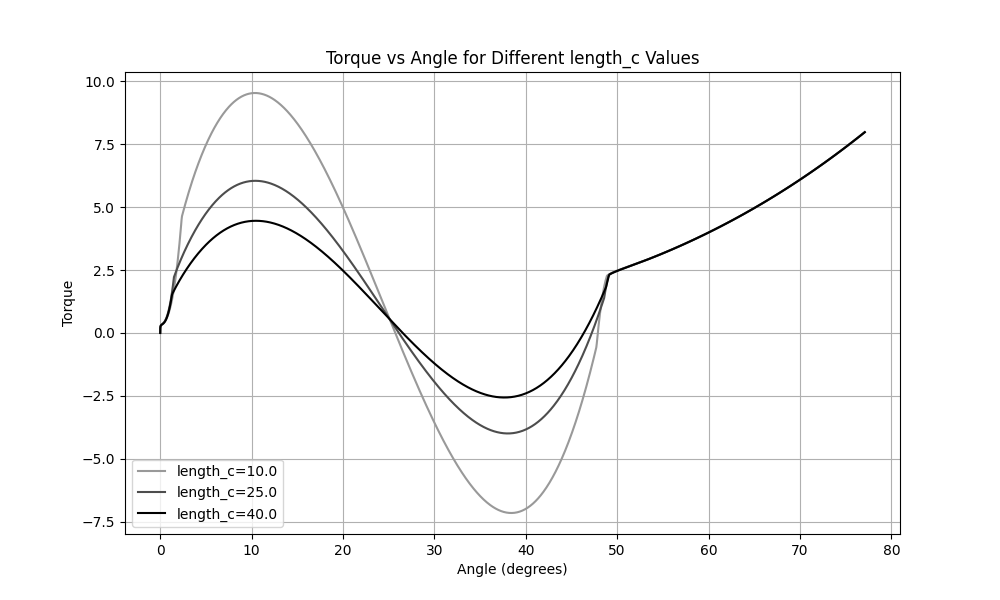 Torque vs Angle for Different length_c Values
10.0
7.5
5.0
2.5
0.0
−2.5
−5.0
−7.5
Torque
length_c=10.0
length_c=25.0
length_c=40.0
0 10 20 30 40 50 60 70 80
Angle (degrees)